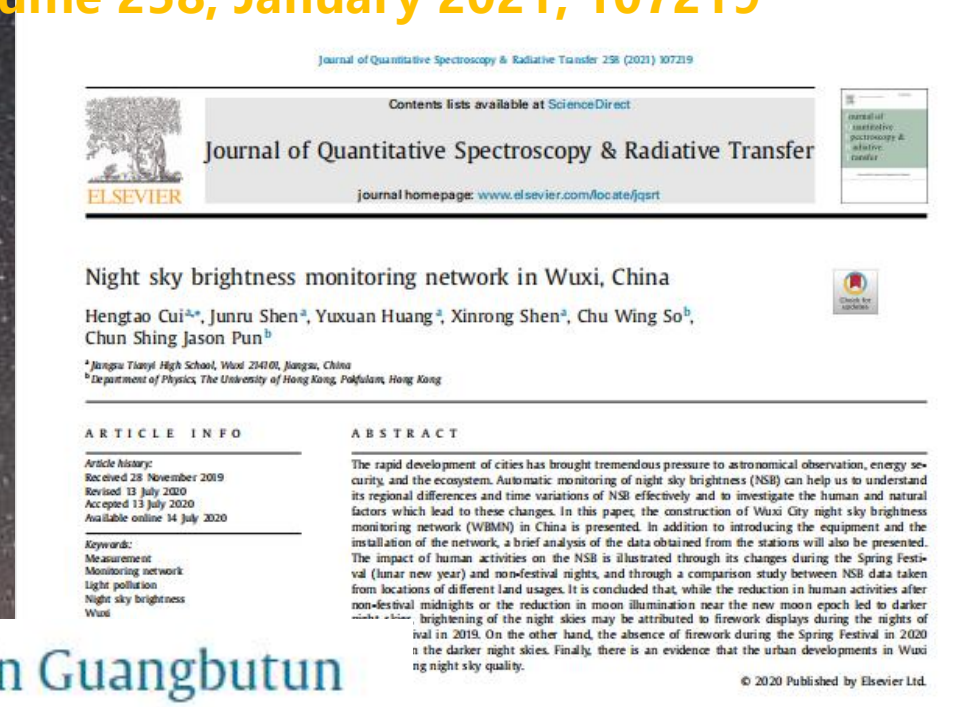 ume 258, January 2021, 107219
Journal of Quantitative Spectroscopy & Radiative Transfer 258 (2021) 107219
Contents lists available at ScienceDirect
Journal of Quantitative Spectroscopy & Radiative Transfer
journal homepage: www.elsevier.com/locate/jqsrt
ELSEVIER
ournal of
uantitative
pectroscopy &
adiative
ransfer
Night sky brightness monitoring network in Wuxi, China
Check for
updates
Hengtao Cui a,*, Junru Shen a, Yuxuan Huang a, Xinrong Shen a, Chu Wing So b,
Chun Shing Jason Pun b
a Jiangsu Tianyi High School, Wuxi 214101, Jiangsu, China
b Department of Physics, The University of Hong Kong, Pokfulam, Hong Kong
ARTICLE INFO
Article history:
Received 28 November 2019
Revised 13 July 2020
Accepted 13 July 2020
Available online 14 July 2020
Keywords:
Measurement
Monitoring network
Light pollution
Night sky brightness
Wuxi
ABSTRACT
The rapid development of cities has brought tremendous pressure to astronomical observation, energy se-
curity, and the ecosystem. Automatic monitoring of night sky brightness (NSB) can help us to understand
its regional differences and time variations of NSB effectively and to investigate the human and natural
factors which lead to these changes. In this paper, the construction of Wuxi City night sky brightness
monitoring network (WBMN) in China is presented. In addition to introducing the equipment and the
installation of the network, a brief analysis of the data obtained from the stations will also be presented.
The impact of human activities on the NSB is illustrated through its changes during the Spring Festi-
val (lunar new year) and non-festival nights, and through a comparison study between NSB data taken
from locations of different land usages. It is concluded that, while the reduction in human activities after
non-festival midnights or the reduction in moon illumination near the new moon epoch led to darker
night skies, brightening of the night skies may be attributed to firework displays during the nights of
ival in 2019. On the other hand, the absence of firework during the Spring Festival in 2020
n the darker night skies. Finally, there is an evidence that the urban developments in Wuxi
ng night sky quality.
© 2020 Published by Elsevier Ltd.
n Guangbutun